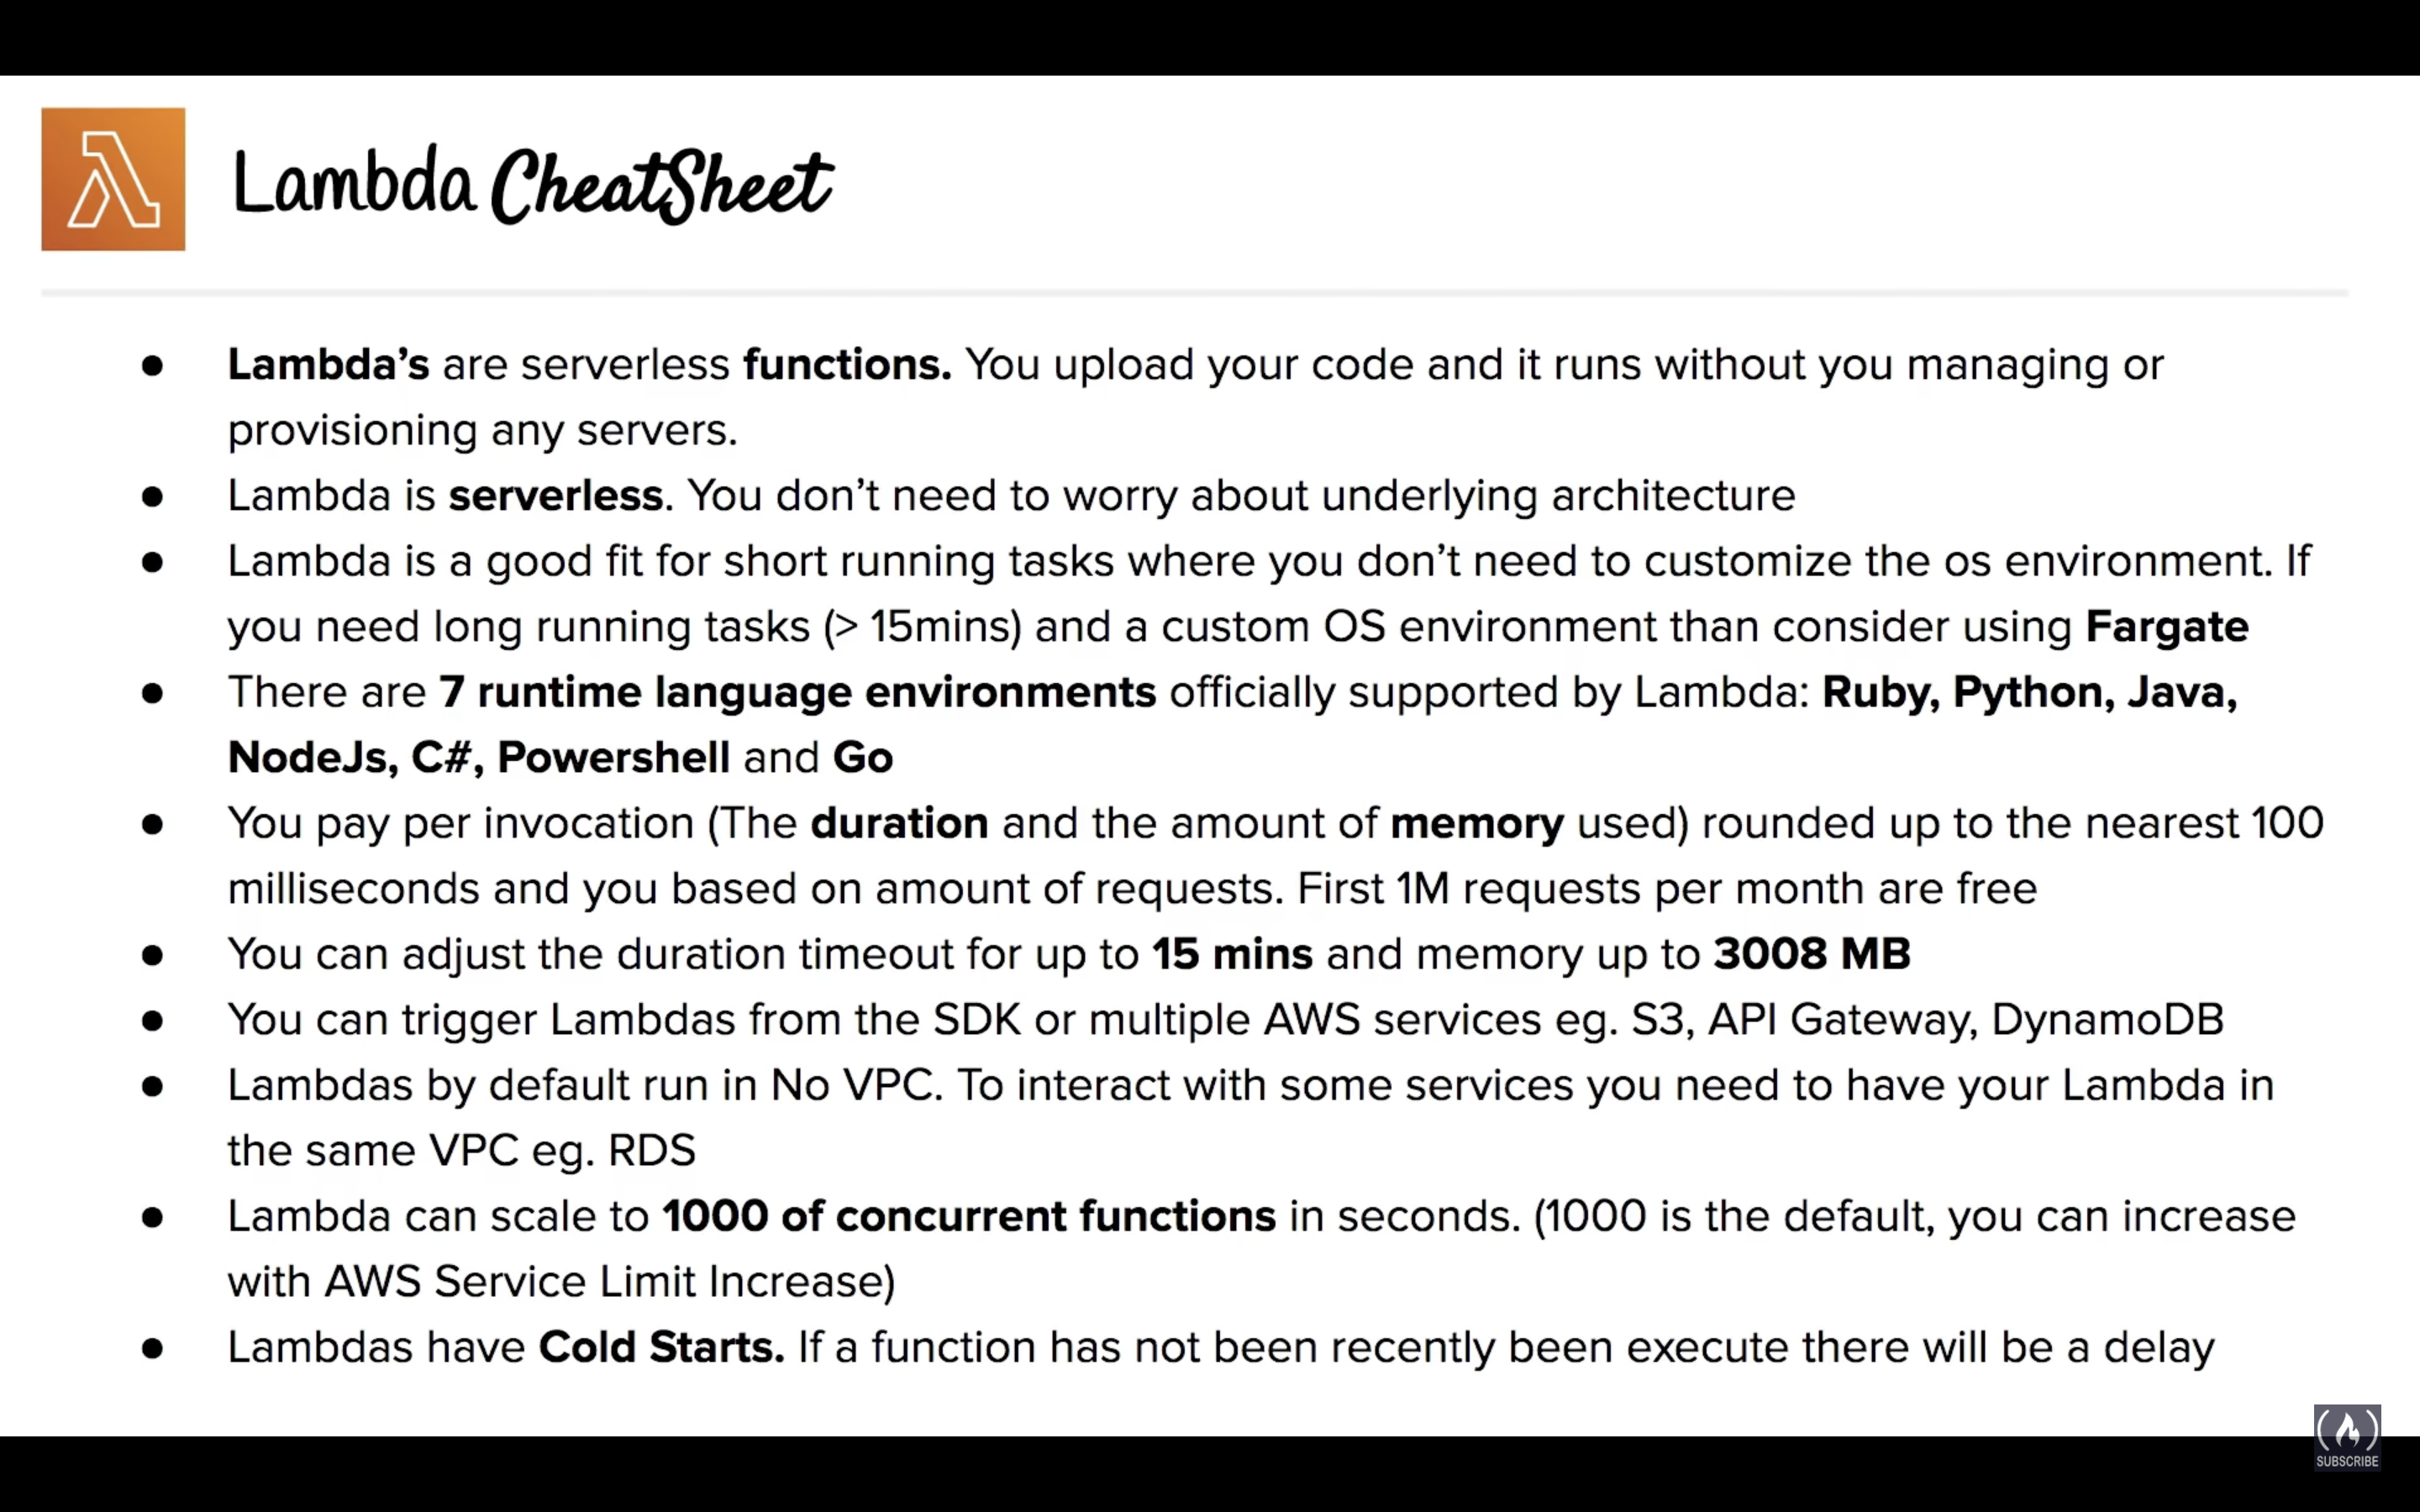 Lambda CheatSheet
● Lambda’s are serverless functions. You upload your code and it runs without you managing or
provisioning any servers.
● Lambda is serverless. You don’t need to worry about underlying architecture
● Lambda is a good fit for short running tasks where you don’t need to customize the os environment. If
you need long running tasks (> 15mins) and a custom OS environment than consider using Fargate
● There are 7 runtime language environments officially supported by Lambda: Ruby, Python, Java,
NodeJs, C#, Powershell and Go
● You pay per invocation (The duration and the amount of memory used) rounded up to the nearest 100
milliseconds and you based on amount of requests. First 1M requests per month are free
● You can adjust the duration timeout for up to 15 mins and memory up to 3008 MB
● You can trigger Lambdas from the SDK or multiple AWS services eg. S3, API Gateway, DynamoDB
● Lambdas by default run in No VPC. To interact with some services you need to have your Lambda in
the same VPC eg. RDS
● Lambda can scale to 1000 of concurrent functions in seconds. (1000 is the default, you can increase
with AWS Service Limit Increase)
● Lambdas have Cold Starts. If a function has not been recently been execute there will be a delay
SUBSCRIBE